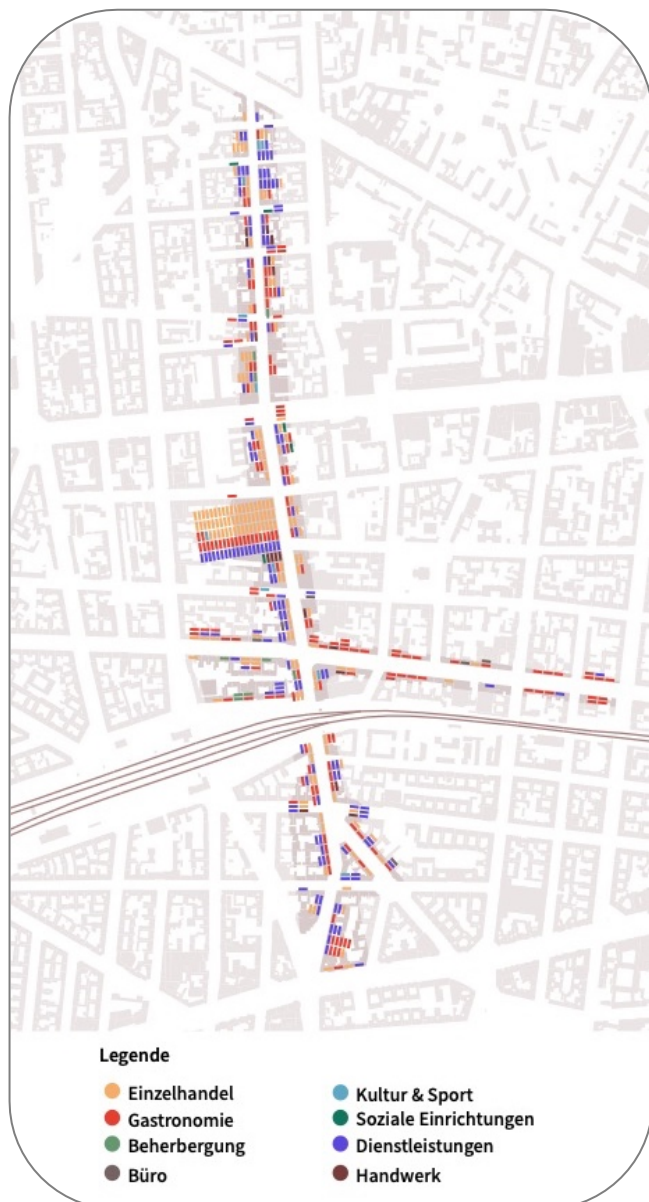 Legende
Einzelhandel
Gastronomie
Beherbergung
Büro
Kultur & Sport
Soziale Einrichtungen
Dienstleistungen
Handwerk